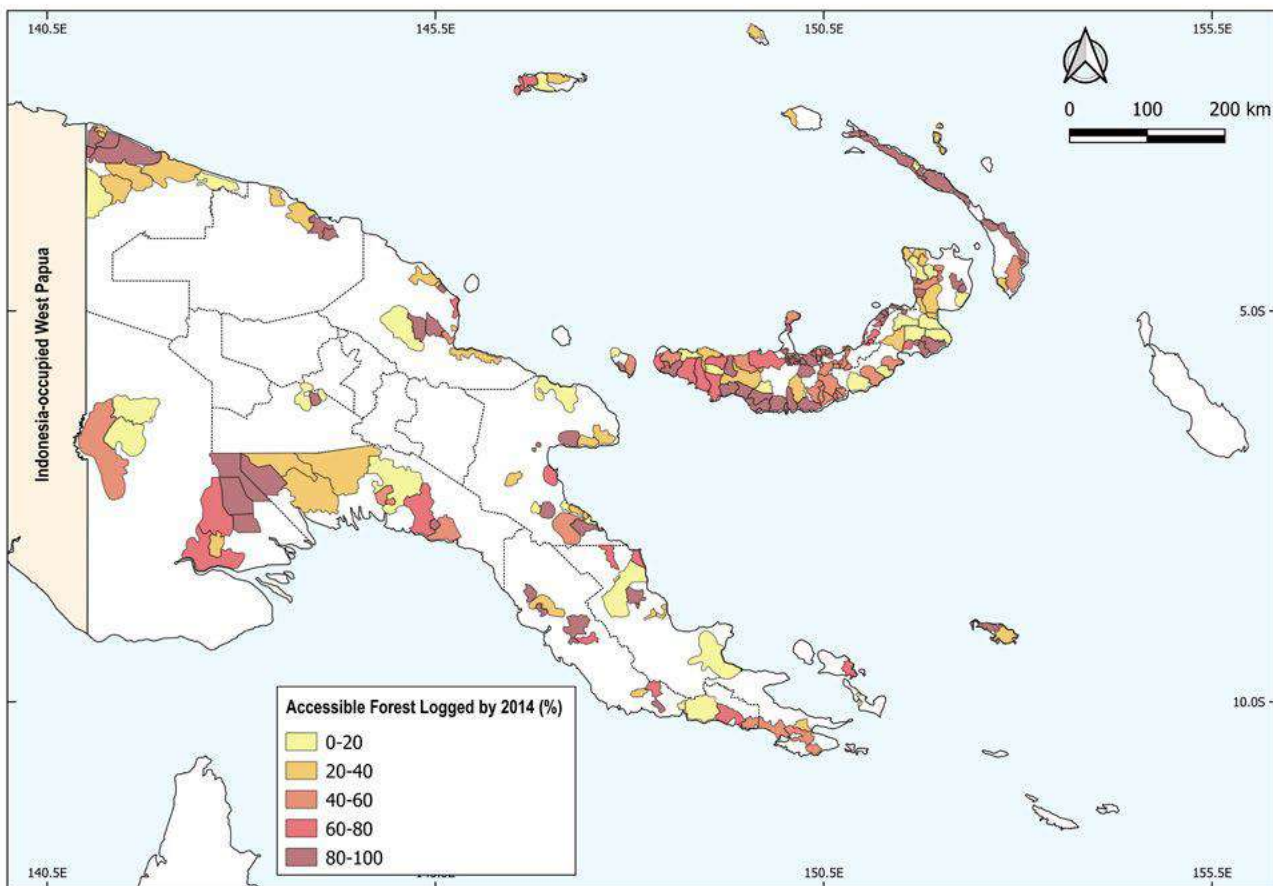 140.5E
145.5E
150.5E
155.5E
0 100 200 km
Indonesia-occupied West Papua
5.0S
10.0S
Accessible Forest Logged by 2014 (%)
0-20
20-40
40-60
60-80
80-100
140.5E
150.5E
155.5E